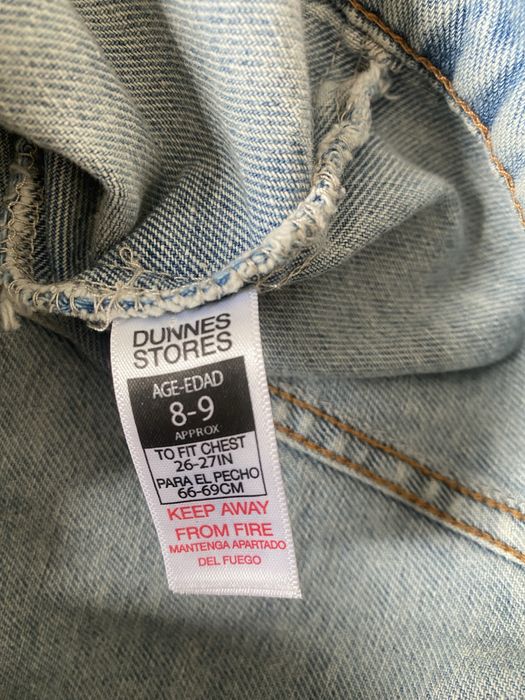 DUNNES
STORES
AGE-EDAD
8-9
APPROX
TO FIT CHEST
26-27IN
PARA EL PECHO
66-69CM
KEEP AWAY
FROM FIRE
MANTENGA APARTADO
DEL FUEGO